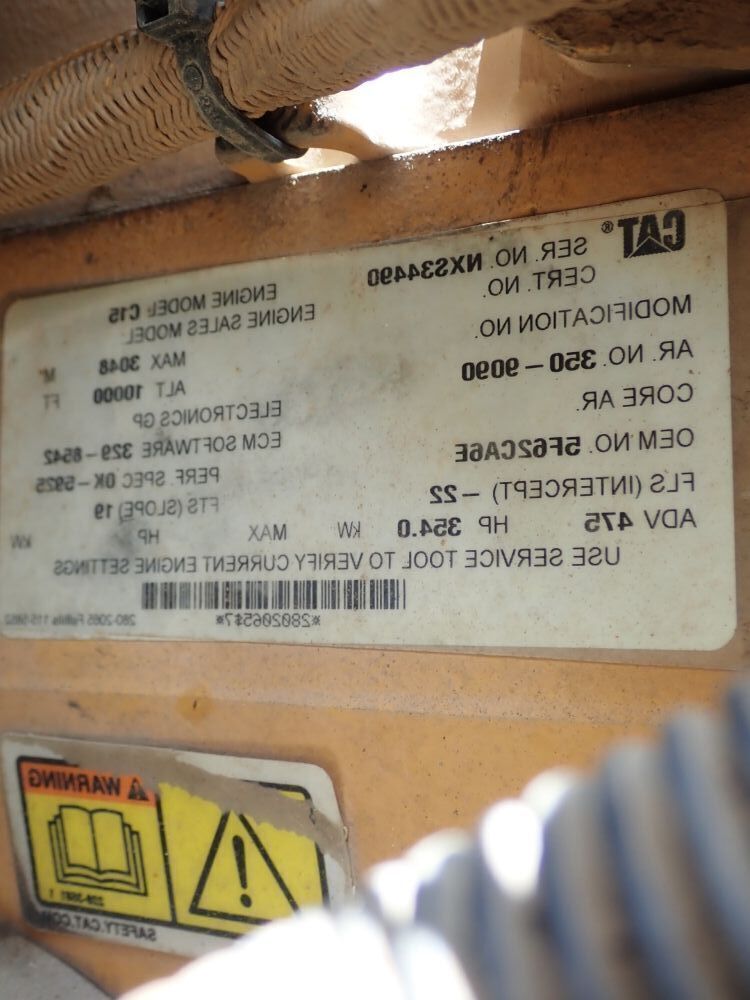 CAT®
SER. NO. NXS34490 ENGINE MODEL C15
CERT. NO. ENGINE SALES MODEL
MODIFICATION NO. MAX 3048 M
AR. NO. 350-9090 ALT 10000 FT
CORE AR. ELECTRONICS GP
OEM NO. 5F62CA6E ECM SOFTWARE 329-8542
FLS (INTERCEPT) -22 PERF. SPEC 0K-5925
FTS (SLOPE) 19
ADV 475 HP 354.0 kW MAX HP kW
USE SERVICE TOOL TO VERIFY CURRENT ENGINE SETTINGS
*2802065$7*
280-2065
WARNING
SAFETY.CAT.COM